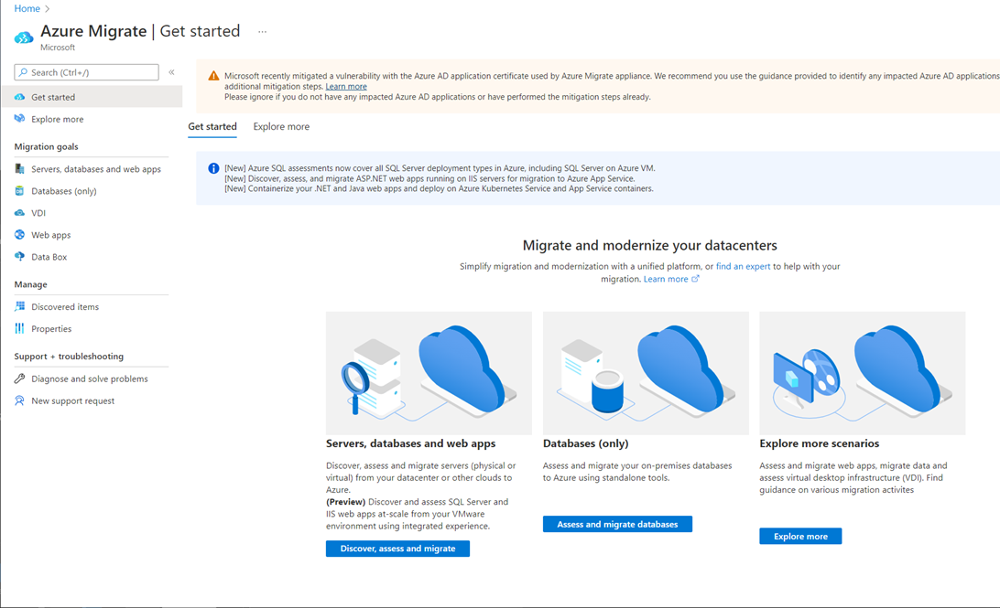 Home >
Azure Migrate | Get started ...
Microsoft
Search (Ctrl+/)
«
Get started
Explore more
Migration goals
Servers, databases and web apps
Databases (only)
VDI
Web apps
Data Box
Manage
Discovered items
Properties
Support + troubleshooting
Diagnose and solve problems
New support request
Microsoft recently mitigated a vulnerability with the Azure AD application certificate used by Azure Migrate appliance. We recommend you use the guidance provided to identify any impacted Azure AD applications
additional mitigation steps. Learn more
Please ignore if you do not have any impacted Azure AD applications or have performed the mitigation steps already.
Get started Explore more
[New] Azure SQL assessments now cover all SQL Server deployment types in Azure, including SQL Server on Azure VM.
[New] Discover, assess, and migrate ASP.NET web apps running on IIS servers for migration to Azure App Service.
[New] Containerize your .NET and Java web apps and deploy on Azure Kubernetes Service and App Service containers.
Migrate and modernize your datacenters
Simplify migration and modernization with a unified platform, or find an expert to help with your
migration. Learn more
Servers, databases and web apps
Discover, assess and migrate servers (physical or
virtual) from your datacenter or other clouds to
Azure.
(Preview) Discover and assess SQL Server and
IIS web apps at-scale from your VMware
environment using integrated experience.
Discover, assess and migrate
Databases (only)
Assess and migrate your on-premises databases
to Azure using standalone tools.
Assess and migrate databases
Explore more scenarios
Assess and migrate web apps, migrate data and
assess virtual desktop infrastructure (VDI). Find
guidance on various migration activites
Explore more